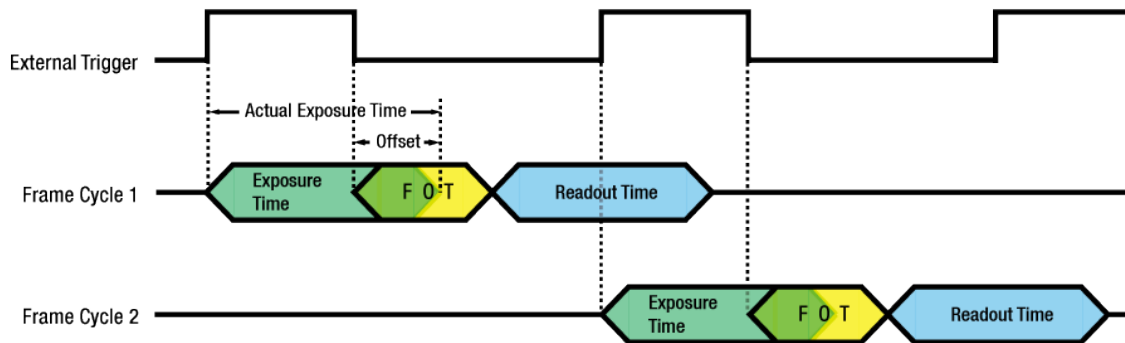 External Trigger
Actual Exposure Time
Offset
Frame Cycle 1
Exposure
Time
F O T
Readout Time
Frame Cycle 2
Exposure
Time
F O T
Readout Time